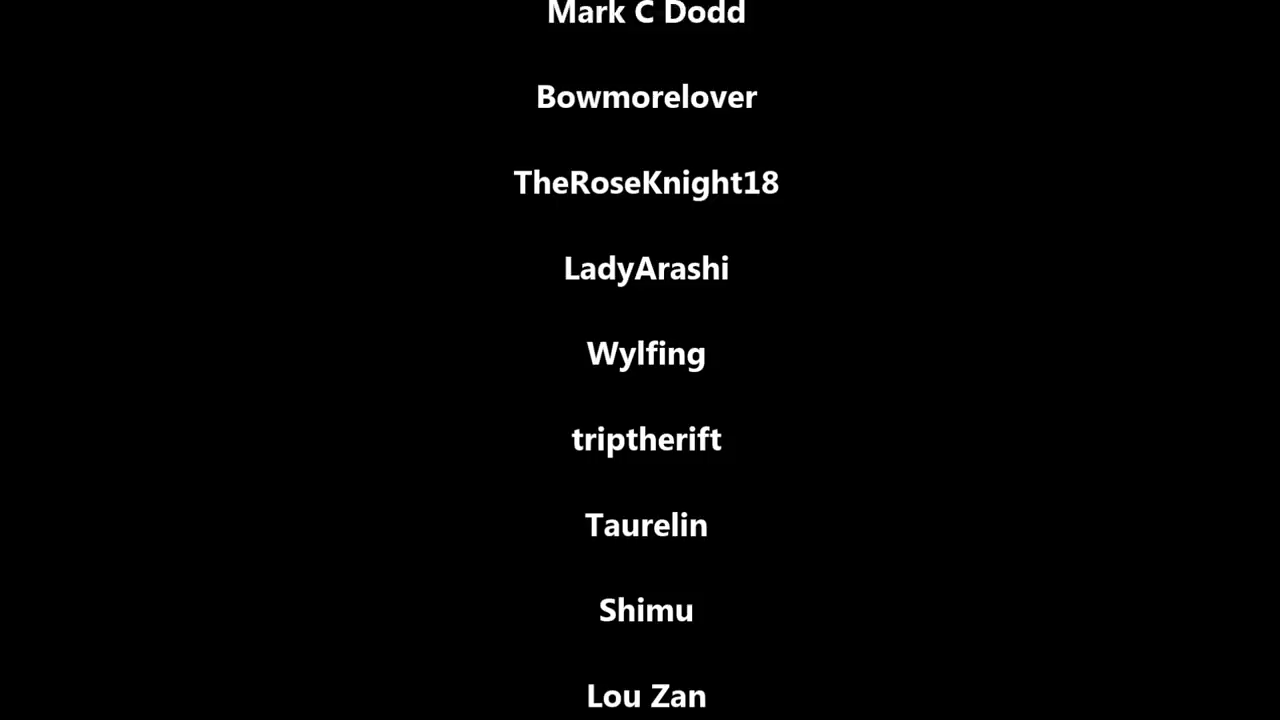 Mark C Dodd
Bowmorelover
TheRoseKnight18
LadyArashi
Wylfing
triptherift
Taurelin
Shimu
Lou Zan